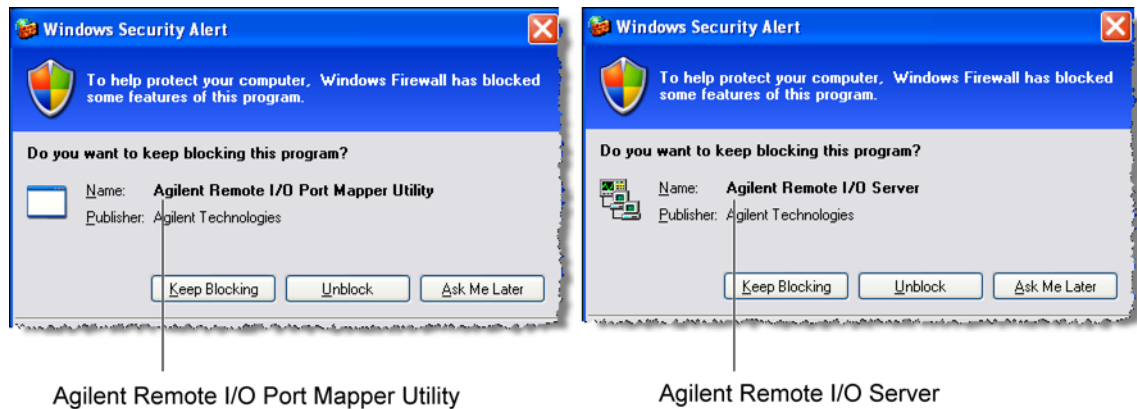 Windows Security Alert
To help protect your computer, Windows Firewall has blocked
some features of this program.
Do you want to keep blocking this program?
Name: Agilent Remote I/O Port Mapper Utility
Publisher: Agilent Technologies
Keep Blocking Unblock Ask Me Later
Agilent Remote I/O Port Mapper Utility
Windows Security Alert
To help protect your computer, Windows Firewall has blocked
some features of this program.
Do you want to keep blocking this program?
Name: Agilent Remote I/O Server
Publisher: Agilent Technologies
Keep Blocking Unblock Ask Me Later
Agilent Remote I/O Server